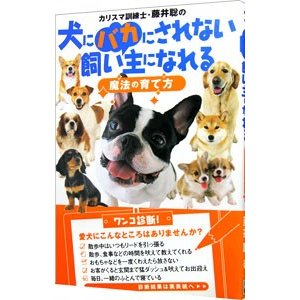 カリスマ訓練士・藤井聡の
犬にバカにされない
飼い主になれる
魔法の育て方
ワンコ診断!
愛犬にこんなところはありませんか?
散歩中はいつもリードを引っ張る
散歩、食事などの時間を吠えて教えてくれる
おもちゃなどを一度くわえたら放さない
お客がくると玄関まで猛ダッシュ&吠えてお出迎え
毎日、一緒のふとんで寝ている
診断結果は裏表紙へ